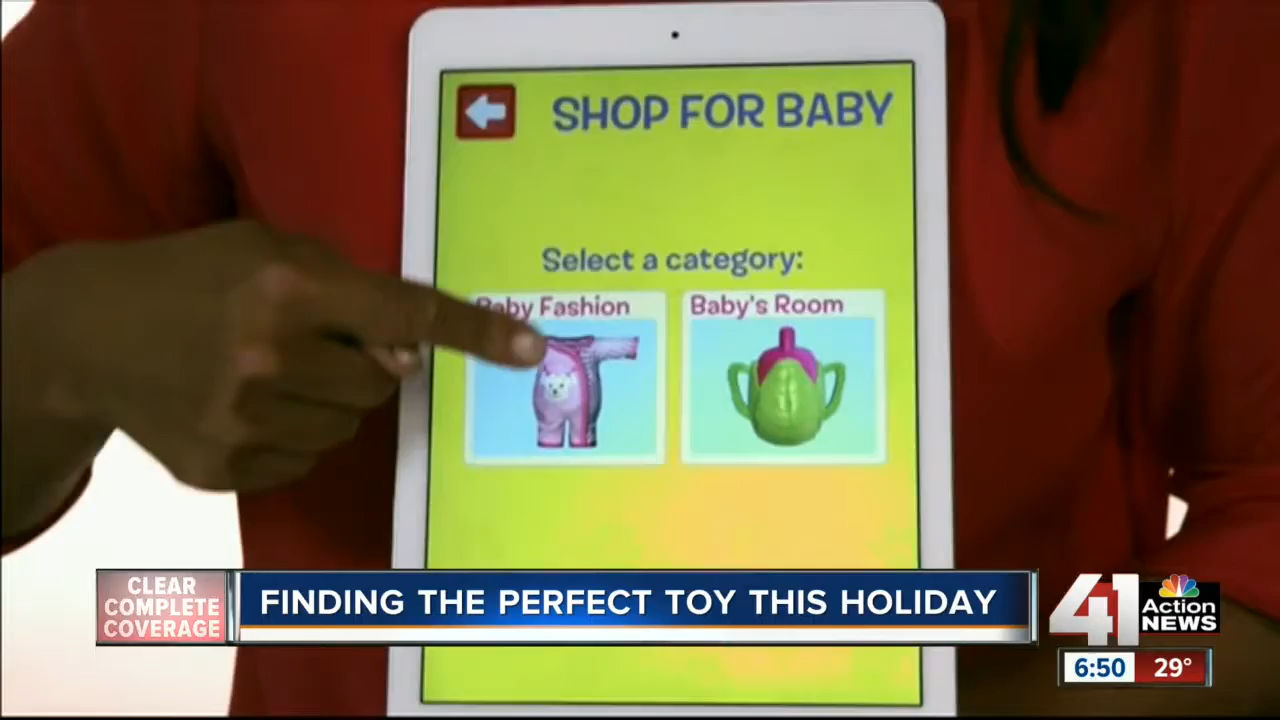 SHOP FOR BABY
Select a category:
Baby Fashion
Baby's Room
CLEAR
COMPLETE
COVERAGE
FINDING THE PERFECT TOY THIS HOLIDAY
41
Action
NEWS
6:50 29°